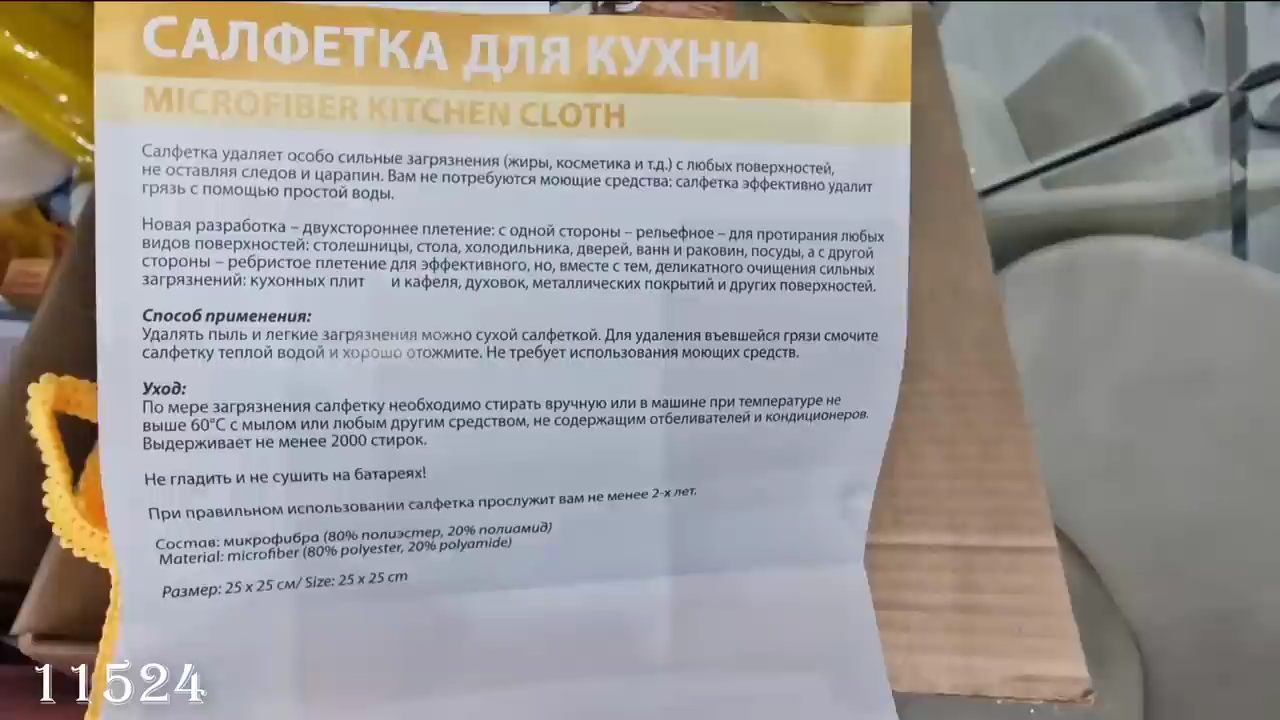 САЛФЕТКА ДЛЯ КУХНИ
MICROFIBER KITCHEN CLOTH
Салфетка удаляет особо сильные загрязнения (жиры, косметика и т.д.) с любых поверхностей,
не оставляя следов и царапин. Вам не потребуются моющие средства: салфетка эффективно удалит
грязь с помощью простой воды.
Новая разработка – двухстороннее плетение: с одной стороны – рельефное – для протирания любых
видов поверхностей: столешницы, стола, холодильника, дверей, ванн и раковин, посуды, а с другой
стороны – ребристое плетение для эффективного, но, вместе с тем, деликатного очищения сильных
загрязнений: кухонных плит и кафеля, духовок, металлических покрытий и других поверхностей.
Способ применения:
Удалять пыль и легкие загрязнения можно сухой салфеткой. Для удаления въевшейся грязи смочите
салфетку теплой водой и хорошо отожмите. Не требует использования моющих средств.
Уход:
По мере загрязнения салфетку необходимо стирать вручную или в машине при температуре не
выше 60°С с мылом или любым другим средством, не содержащим отбеливателей и кондиционеров.
Выдерживает не менее 2000 стирок.
Не гладить и не сушить на батареях!
При правильном использовании салфетка прослужит вам не менее 2-х лет.
Состав: микрофибра (80% полиэстер, 20% полиамид)
Material: microfiber (80% polyester, 20% polyamide)
Размер: 25 x 25 см/ Size: 25 x 25 cm
11524